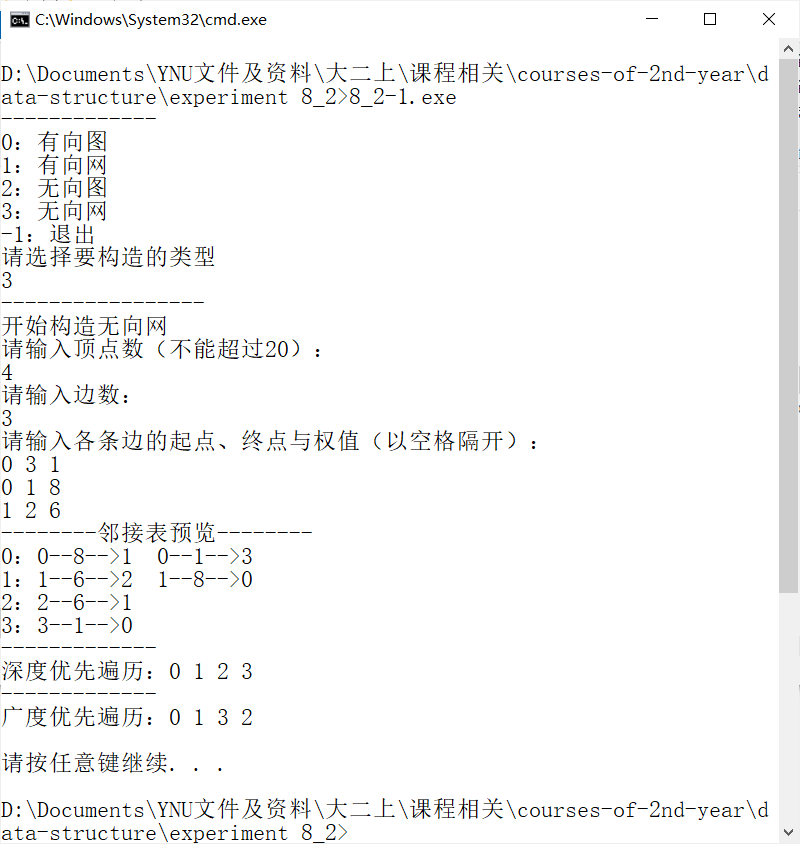 C:\Windows\System32\cmd.exe
D:\Documents\YNU文件及资料\大二上\课程相关\courses-of-2nd-year\d
ata-structure\experiment 8_2>8_2-1.exe
-------------
0：有向图
1：有向网
2：无向图
3：无向网
-1：退出
请选择要构造的类型
3
-----------------
开始构造无向网
请输入顶点数（不能超过20）：
4
请输入边数：
3
请输入各条边的起点、终点与权值（以空格隔开）：
0 3 1
0 1 8
1 2 6
--------邻接表预览--------
0：0--8-->1  0--1-->3
1：1--6-->2  1--8-->0
2：2--6-->1
3：3--1-->0
-------------
深度优先遍历：0 1 2 3
-------------
广度优先遍历：0 1 3 2
请按任意键继续. . .
D:\Documents\YNU文件及资料\大二上\课程相关\courses-of-2nd-year\d
ata-structure\experiment 8_2>